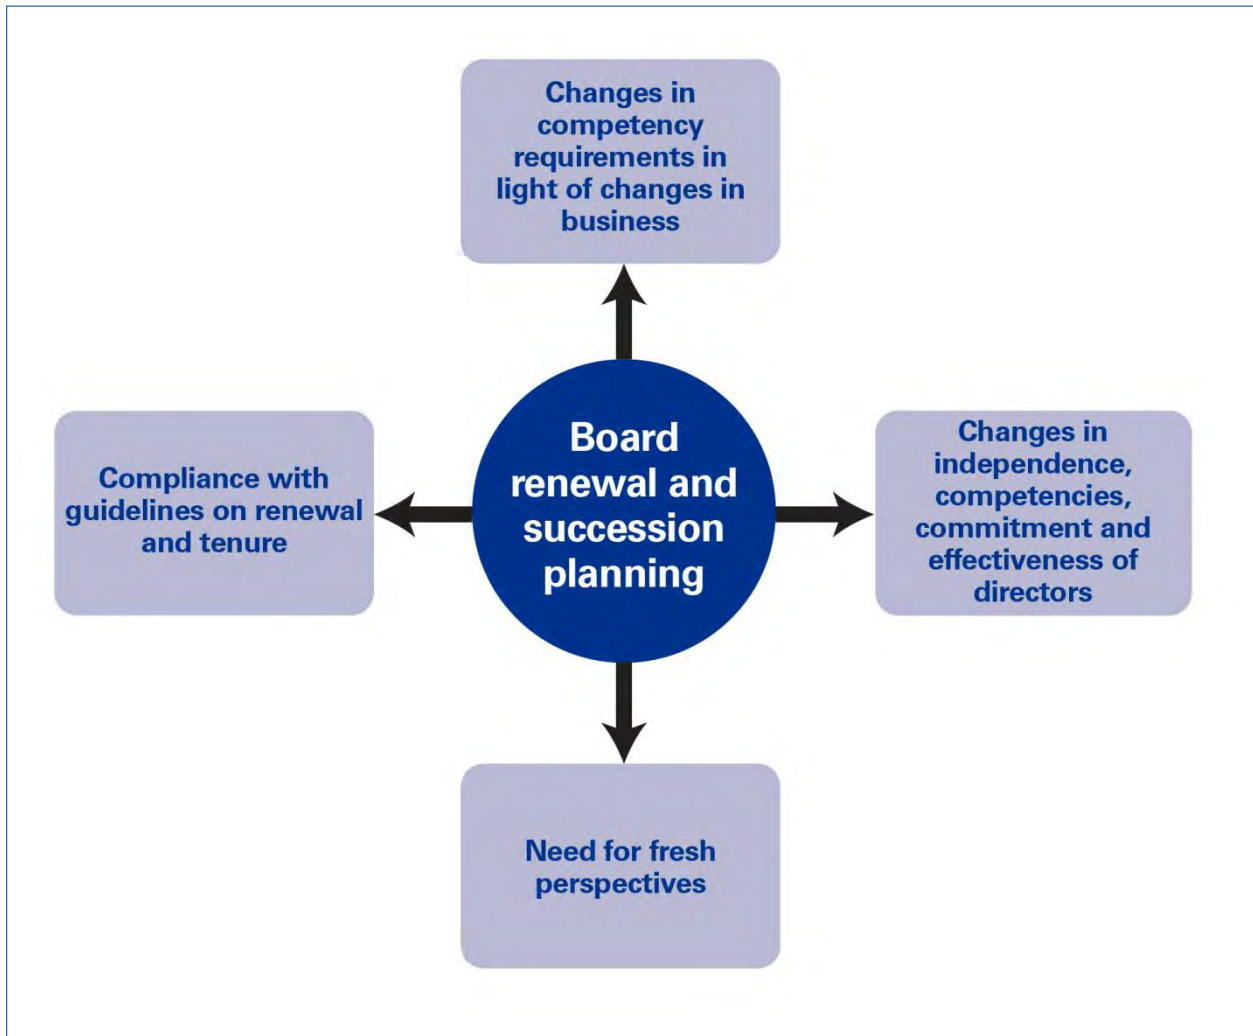 Changes in
competency
requirements in
light of changes in
business
Compliance with
guidelines on renewal
and tenure
Board
renewal and
succession
planning
Changes in
independence,
competencies,
commitment and
effectiveness of
directors
Need for fresh
perspectives